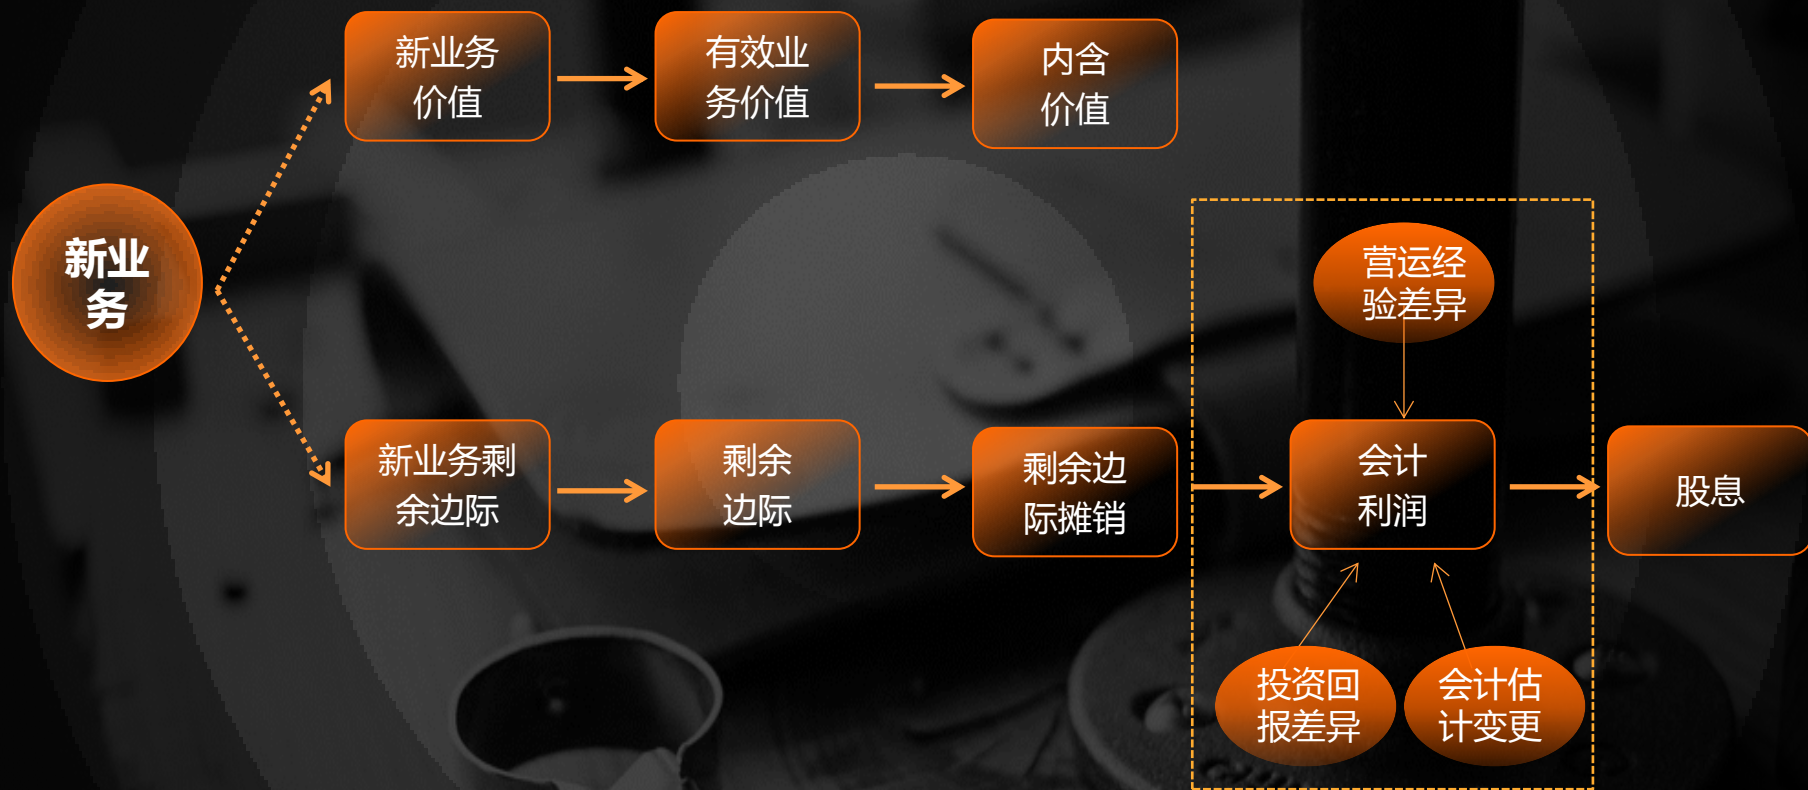 新业务
价值
有效业
务价值
内含
价值
新业
务
营运经
验差异
新业务剩
余边际
剩余
边际
剩余边
际摊销
会计
利润
股息
投资回
报差异
会计估
计变更